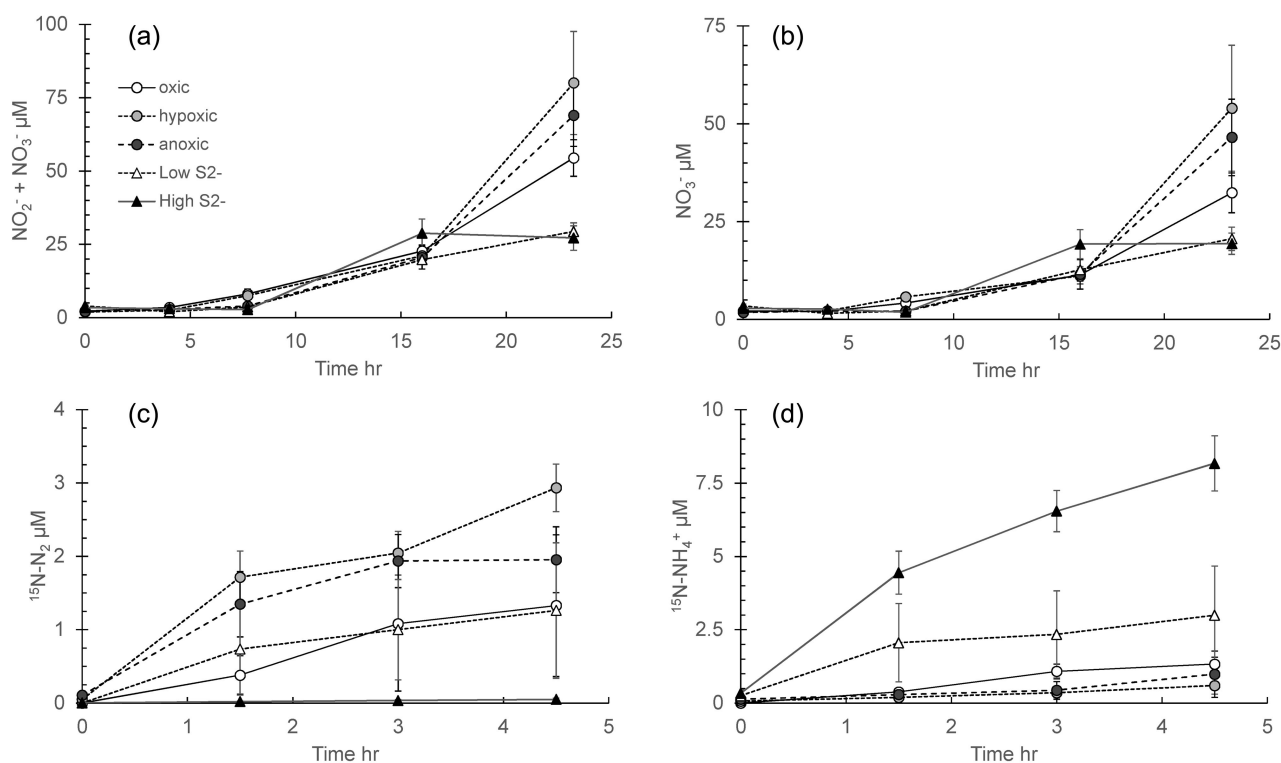 (a)
100
75
50
25
0
NO₂⁻ + NO₃⁻ µM
oxic
hypoxic
anoxic
Low S2-
High S2-
0 5 10 15 20 25
Time hr
(b)
75
50
25
0
NO₃⁻ µM
0 5 10 15 20 25
Time hr
(c)
4
3
2
1
0
¹⁵N-N₂ µM
0 1 2 3 4 5
Time hr
(d)
10
7.5
5
2.5
0
¹⁵N-NH₄⁺ µM
0 1 2 3 4 5
Time hr